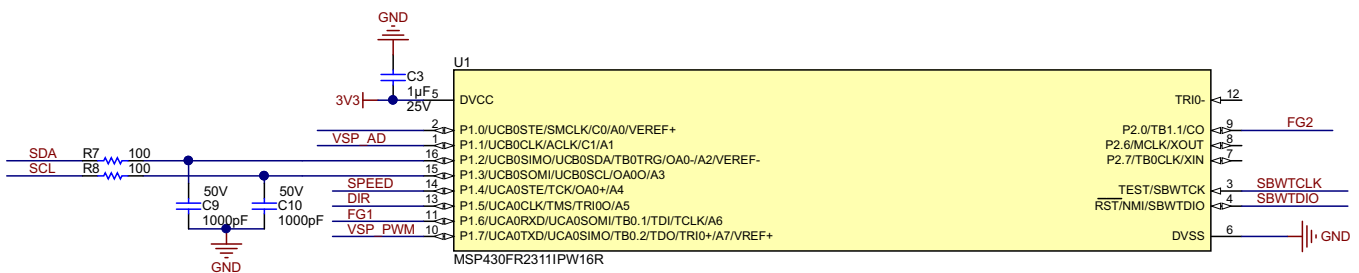 GND
U1
C3
1µF
25V
3V3
5
DVCC
TRI0-
12
2
P1.0/UCB0STE/SMCLK/C0/A0/VEREF+
P2.0/TB1.1/CO
9
FG2
VSP_AD
1
P1.1/UCB0CLK/ACLK/C1/A1
P2.6/MCLK/XOUT
8
SDA
R7
100
16
P1.2/UCB0SIMO/UCB0SDA/TB0TRG/OA0-/A2/VEREF-
P2.7/TB0CLK/XIN
7
SCL
R8
100
15
P1.3/UCB0SOMI/UCB0SCL/OA0O/A3
SPEED
14
P1.4/UCA0STE/TCK/OA0+/A4
TEST/SBWTCK
3
SBWTCLK
DIR
13
P1.5/UCA0CLK/TMS/TRI0O/A5
RST/NMI/SBWTDIO
4
SBWTDIO
FG1
11
P1.6/UCA0RXD/UCA0SOMI/TB0.1/TDI/TCLK/A6
VSP_PWM
10
P1.7/UCA0TXD/UCA0SIMO/TB0.2/TDO/TRI0+/A7/VREF+
DVSS
6
GND
50V
C9
1000pF
50V
C10
1000pF
GND
MSP430FR2311IPW16R